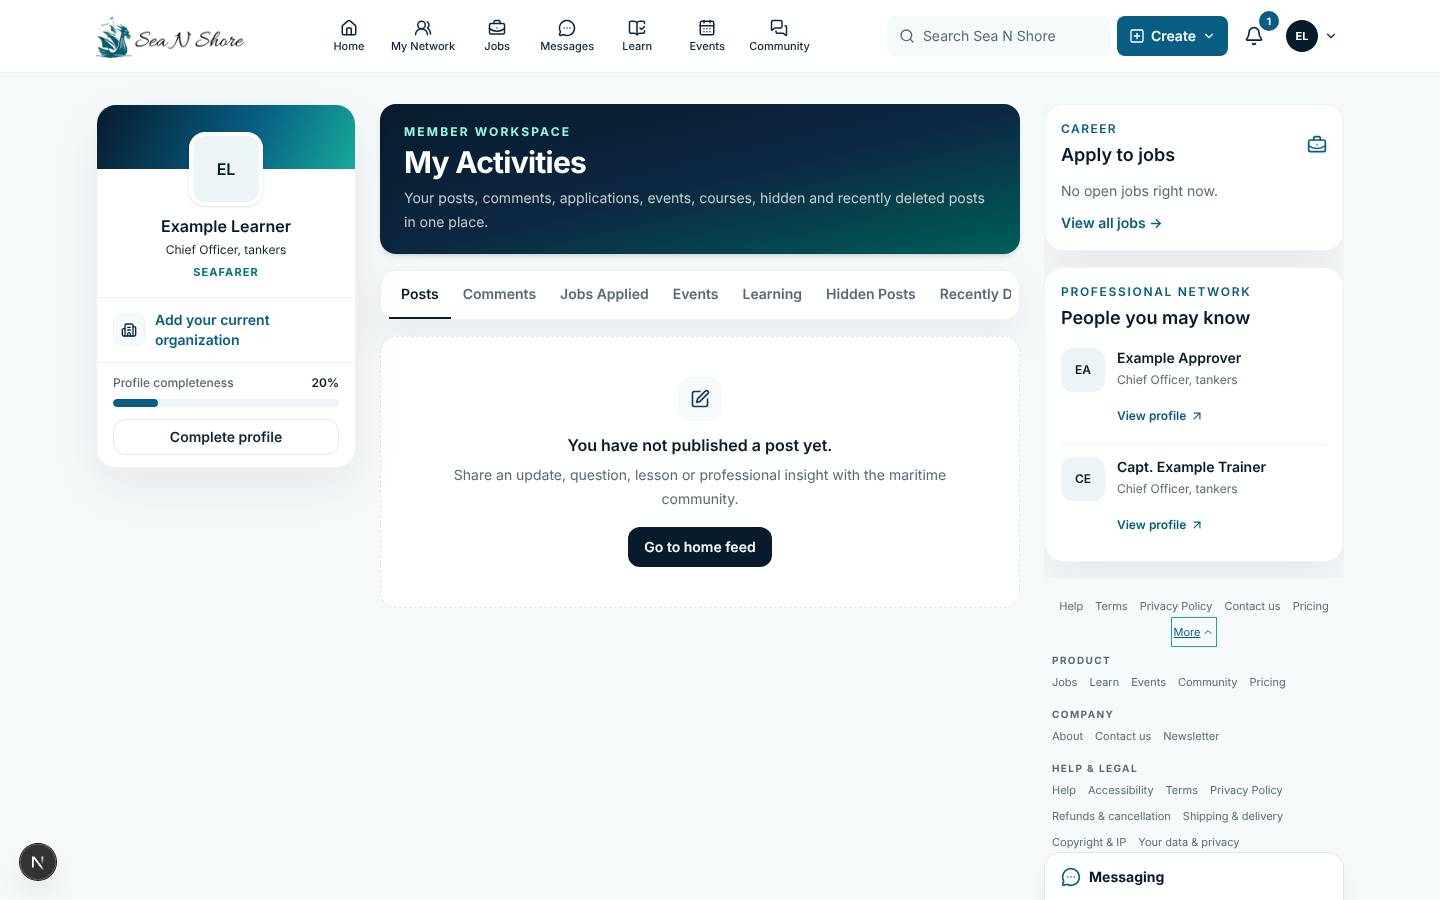 Sea N Shore
Home
My Network
Jobs
Messages
Learn
Events
Community
Search Sea N Shore
Create
1
EL
EL
Example Learner
Chief Officer, tankers
SEAFARER
Add your current
organization
Profile completeness 20%
Complete profile
MEMBER WORKSPACE
My Activities
Your posts, comments, applications, events, courses, hidden and recently deleted posts
in one place.
Posts Comments Jobs Applied Events Learning Hidden Posts Recently D
You have not published a post yet.
Share an update, question, lesson or professional insight with the maritime
community.
Go to home feed
CAREER
Apply to jobs
No open jobs right now.
View all jobs →
PROFESSIONAL NETWORK
People you may know
EA
Example Approver
Chief Officer, tankers
View profile
CE
Capt. Example Trainer
Chief Officer, tankers
View profile
Help Terms Privacy Policy Contact us Pricing
More
PRODUCT
Jobs Learn Events Community Pricing
COMPANY
About Contact us Newsletter
HELP & LEGAL
Help Accessibility Terms Privacy Policy
Refunds & cancellation Shipping & delivery
Copyright & IP Your data & privacy
Messaging
N